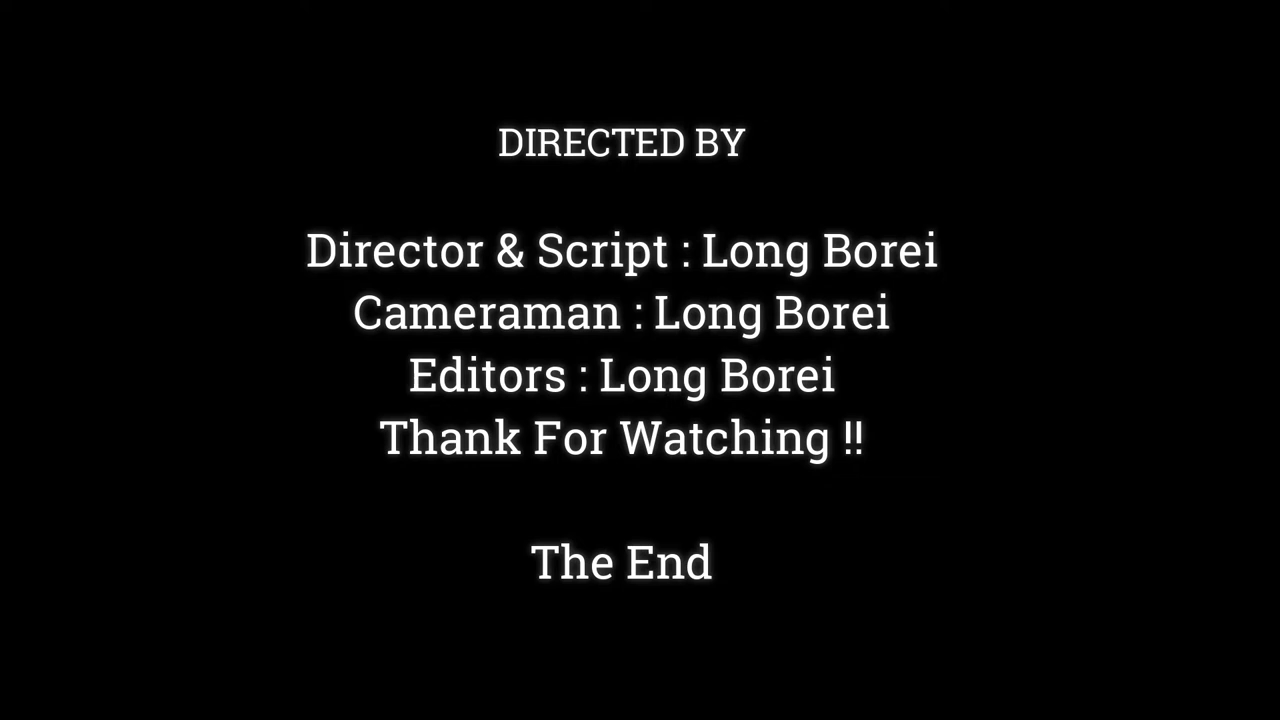 DIRECTED BY
Director & Script : Long Borei
Cameraman : Long Borei
Editors : Long Borei
Thank For Watching !!
The End